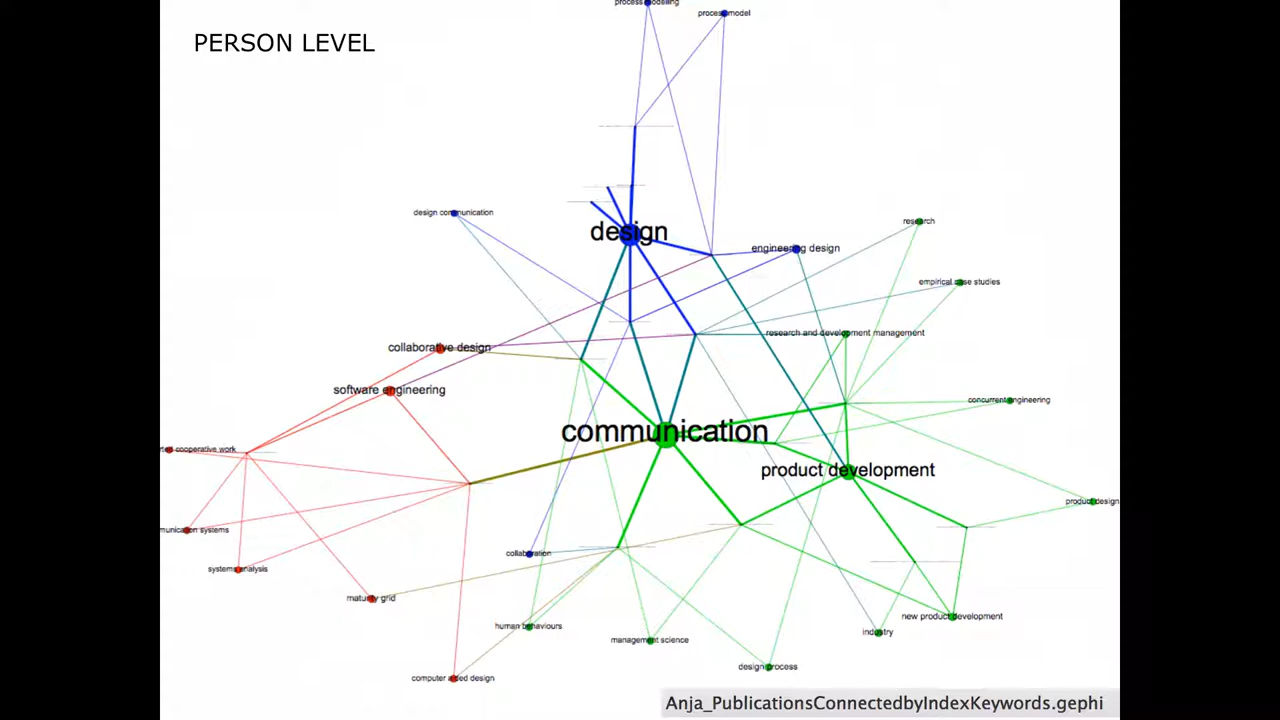 process modeling
process model
PERSON LEVEL
design communication
research
design
engineering design
empirical case studies
research and development management
collaborative design
software engineering
concurrent engineering
communication
rted cooperative work
product development
product design
munication systems
collaboration
systems analysis
maturity grid
new product development
human behaviours
industry
management science
design process
computer aided design
Anja_PublicationsConnectedbyIndexKeywords.gephi